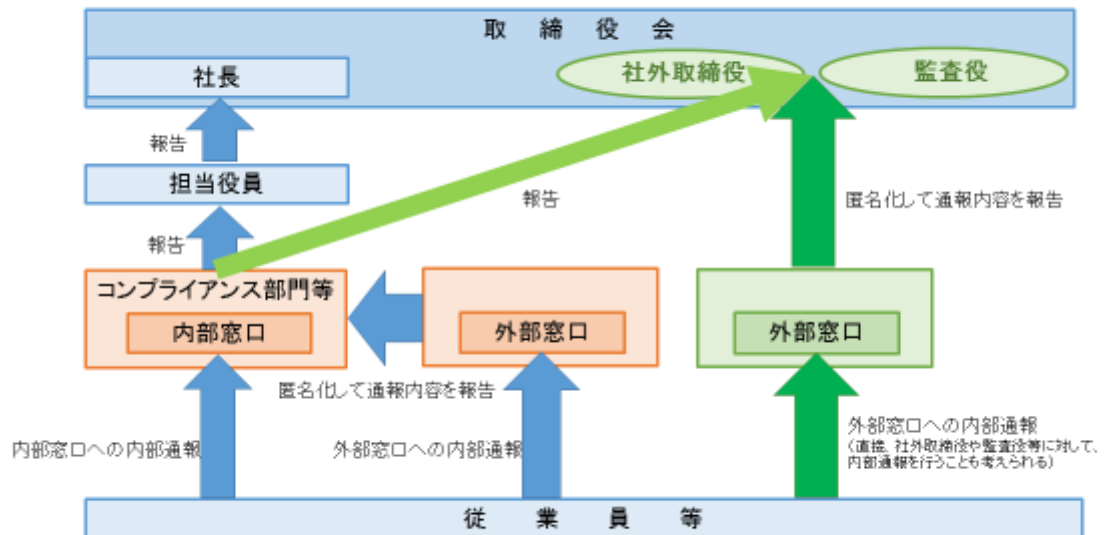 取締役会
社長
社外取締役
監査役
報告
担当役員
報告
匿名化して通報内容を報告
報告
コンプライアンス部門等
内部窓口
外部窓口
外部窓口
匿名化して通報内容を報告
内部窓口への内部通報
外部窓口への内部通報
外部窓口への内部通報
(直接、社外取締役や監査役等に対して、
内部通報を行うことも考えられる)
従業員等